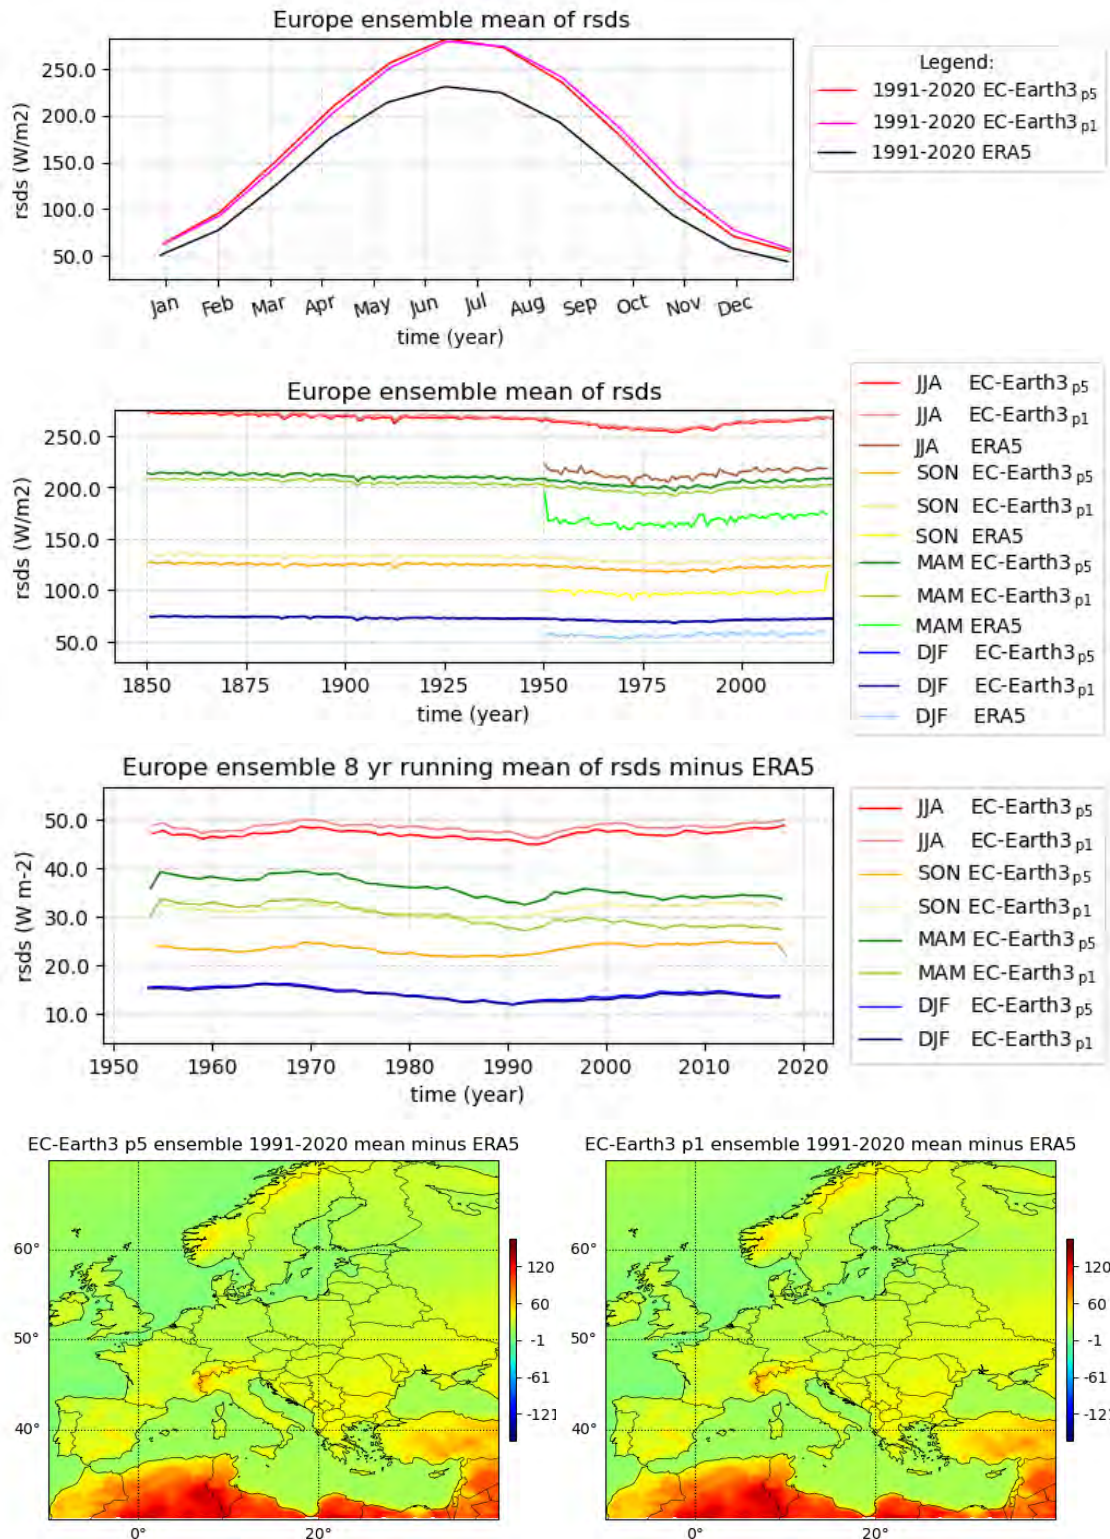 Europe ensemble mean of rsds
rsds (W/m2)
250.0
200.0
150.0
100.0
50.0
Jan Feb Mar Apr May Jun Jul Aug Sep Oct Nov Dec
time (year)
Legend:
1991-2020 EC-Earth3 p5
1991-2020 EC-Earth3 p1
1991-2020 ERA5
Europe ensemble mean of rsds
rsds (W/m2)
250.0
200.0
150.0
100.0
50.0
1850 1875 1900 1925 1950 1975 2000
time (year)
JJA EC-Earth3 p5
JJA EC-Earth3 p1
JJA ERA5
SON EC-Earth3 p5
SON EC-Earth3 p1
SON ERA5
MAM EC-Earth3 p5
MAM EC-Earth3 p1
MAM ERA5
DJF EC-Earth3 p5
DJF EC-Earth3 p1
DJF ERA5
Europe ensemble 8 yr running mean of rsds minus ERA5
rsds (W m-2)
50.0
40.0
30.0
20.0
10.0
1950 1960 1970 1980 1990 2000 2010 2020
time (year)
JJA EC-Earth3 p5
JJA EC-Earth3 p1
SON EC-Earth3 p5
SON EC-Earth3 p1
MAM EC-Earth3 p5
MAM EC-Earth3 p1
DJF EC-Earth3 p5
DJF EC-Earth3 p1
EC-Earth3 p5 ensemble 1991-2020 mean minus ERA5
60°
50°
40°
0° 20°
120
60
-1
-61
-121
EC-Earth3 p1 ensemble 1991-2020 mean minus ERA5
60°
50°
40°
0° 20°
120
60
-1
-61
-121